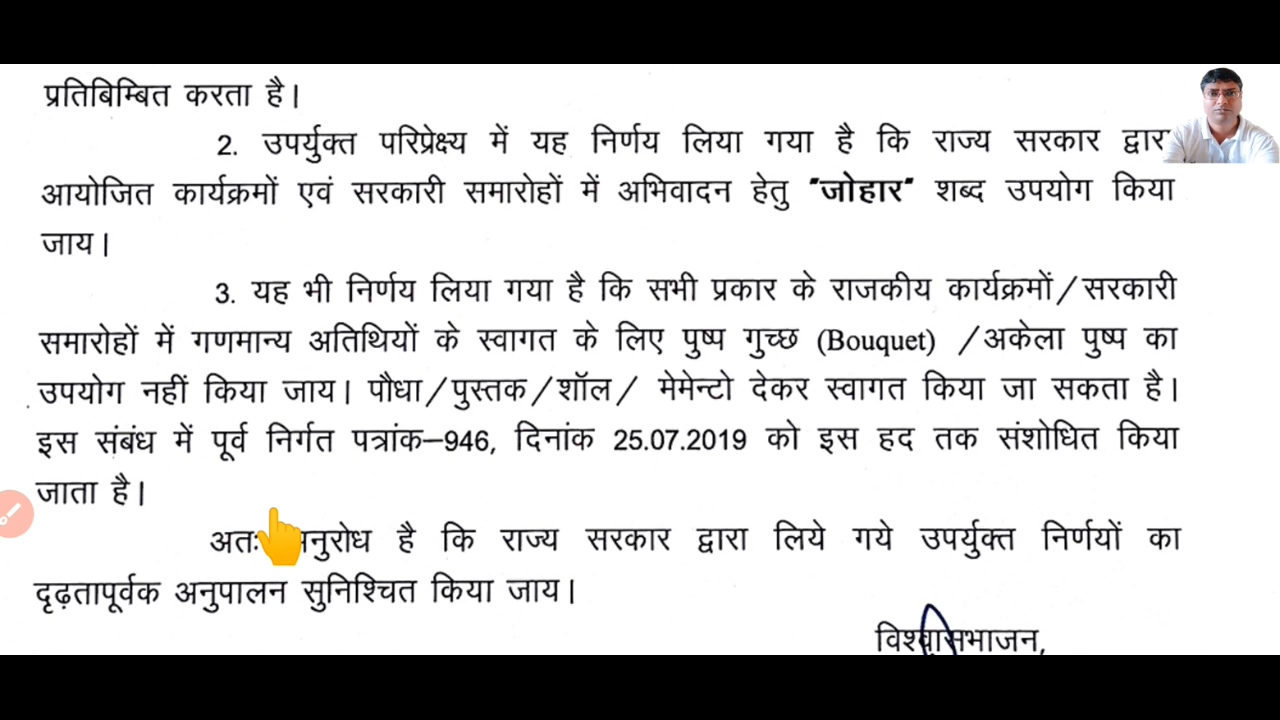 प्रतिबिम्बित करता है।
2. उपर्युक्त परिप्रेक्ष्य में यह निर्णय लिया गया है कि राज्य सरकार द्वारा
आयोजित कार्यक्रमों एवं सरकारी समारोहों में अभिवादन हेतु "जोहार" शब्द उपयोग किया
जाय।
3. यह भी निर्णय लिया गया है कि सभी प्रकार के राजकीय कार्यक्रमों/सरकारी
समारोहों में गणमान्य अतिथियों के स्वागत के लिए पुष्प गुच्छ (Bouquet) /अकेला पुष्प का
उपयोग नहीं किया जाय। पौधा/पुस्तक/शॉल/ मेमेन्टो देकर स्वागत किया जा सकता है।
इस संबंध में पूर्व निर्गत पत्रांक–946, दिनांक 25.07.2019 को इस हद तक संशोधित किया
जाता है।
अतः अनुरोध है कि राज्य सरकार द्वारा लिये गये उपर्युक्त निर्णयों का
दृढ़तापूर्वक अनुपालन सुनिश्चित किया जाय।
विश्वासभाजन,